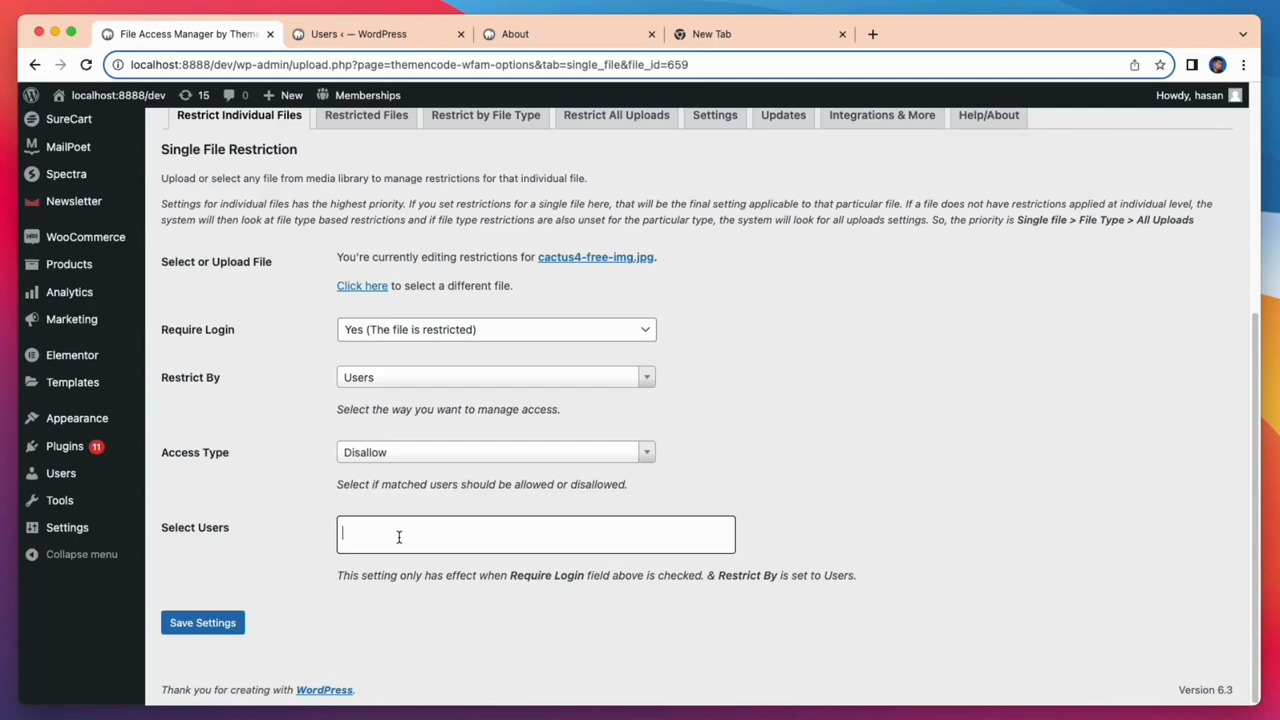 File Access Manager by Them
Users ‹ — WordPress
About
New Tab
localhost:8888/dev/wp-admin/upload.php?page=themencode-wfam-options&tab=single_file&file_id=659
localhost:8888/dev
15
0
New
Memberships
Howdy, hasan
SureCart
MailPoet
Spectra
Newsletter
WooCommerce
Products
Analytics
Marketing
Elementor
Templates
Appearance
Plugins 11
Users
Tools
Settings
Collapse menu
Restrict Individual Files
Restricted Files
Restrict by File Type
Restrict All Uploads
Settings
Updates
Integrations & More
Help/About
Single File Restriction
Upload or select any file from media library to manage restrictions for that individual file.
Settings for individual files has the highest priority. If you set restrictions for a single file here, that will be the final setting applicable to that particular file. If a file does not have restrictions applied at individual level, the
system will then look at file type based restrictions and if file type restrictions are also unset for the particular type, the system will look for all uploads settings. So, the priority is Single file > File Type > All Uploads
Select or Upload File
You're currently editing restrictions for cactus4-free-img.jpg.
Click here to select a different file.
Require Login
Yes (The file is restricted)
Restrict By
Users
Select the way you want to manage access.
Access Type
Disallow
Select if matched users should be allowed or disallowed.
Select Users
This setting only has effect when Require Login field above is checked. & Restrict By is set to Users.
Save Settings
Thank you for creating with WordPress.
Version 6.3